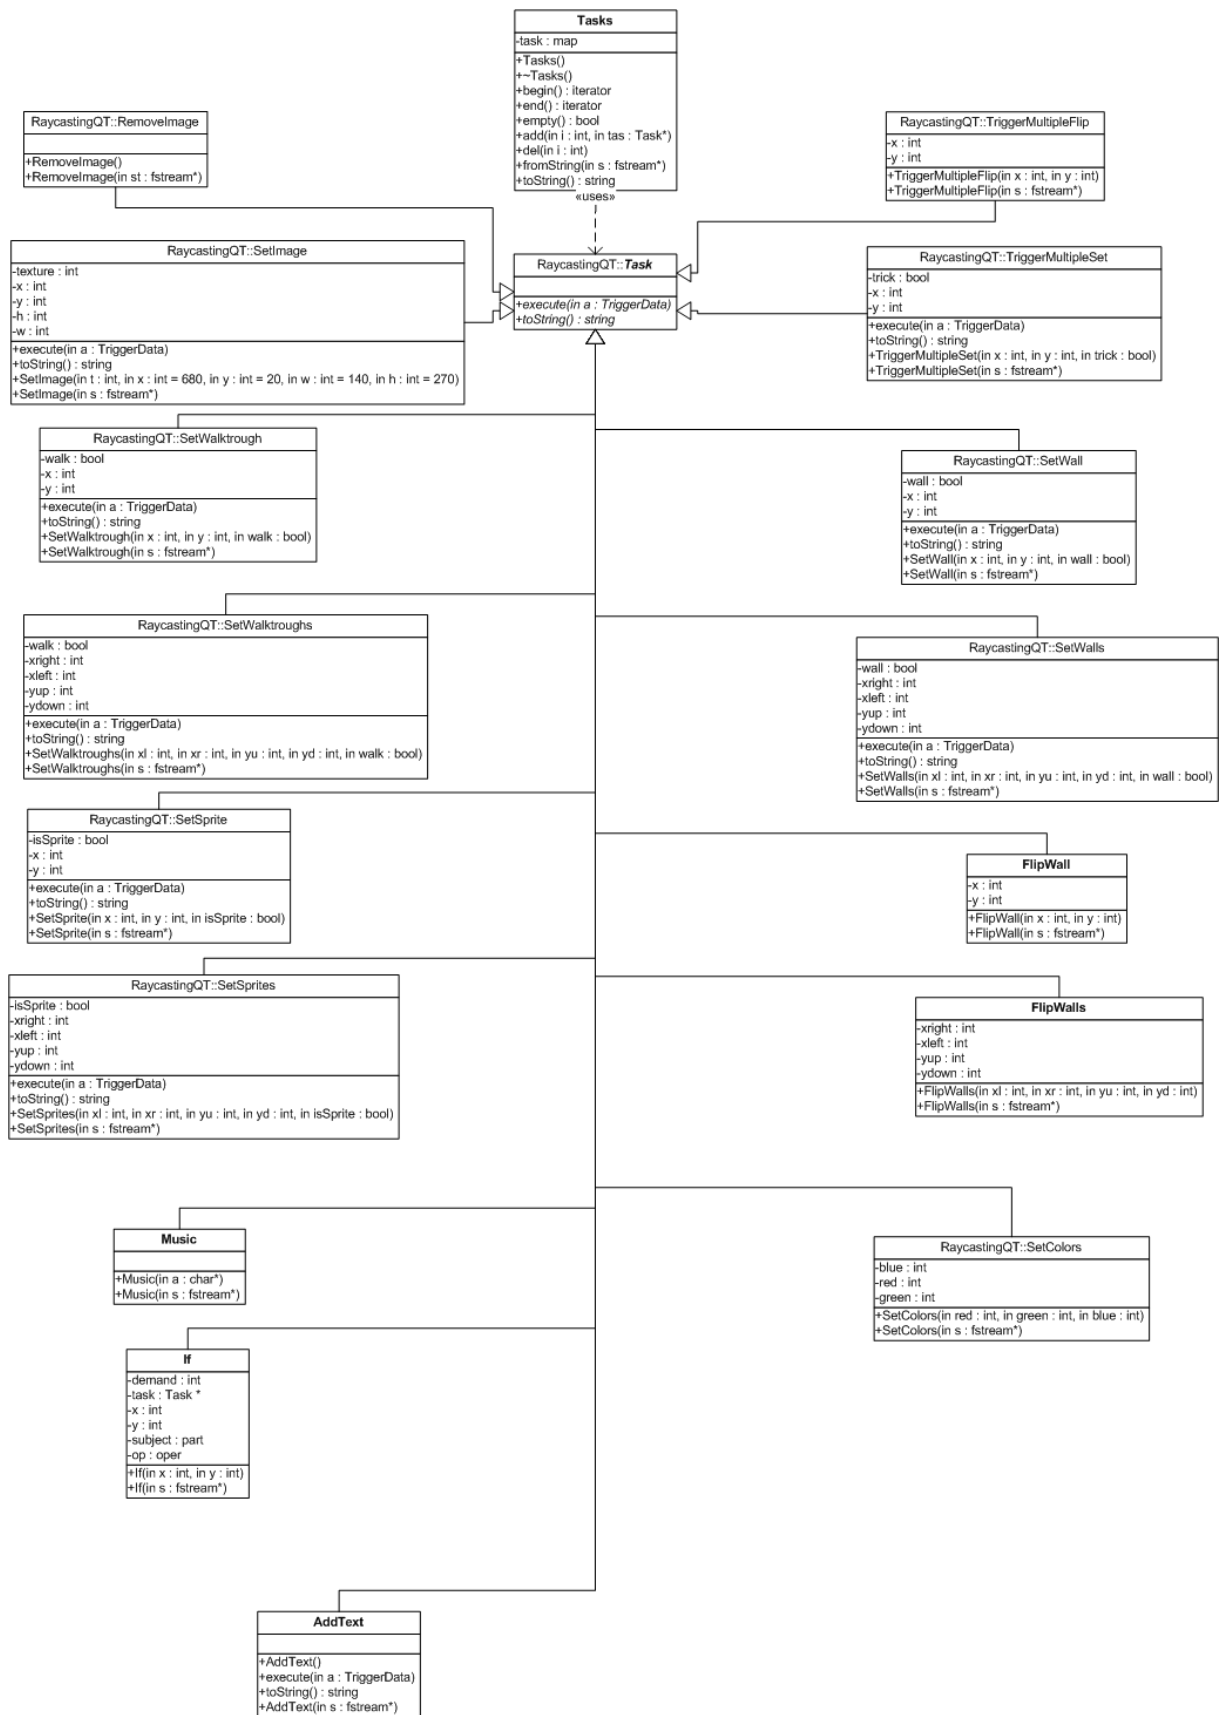 Tasks
-task : map
+Tasks()
+~Tasks()
+begin() : iterator
+end() : iterator
+empty() : bool
+add(in i : int, in tas : Task*)
+del(in i : int)
+fromString(in s : fstream*)
+toString() : string
«uses»
RaycastingQT::RemoveImage
+RemoveImage()
+RemoveImage(in st : fstream*)
RaycastingQT::TriggerMultipleFlip
-x : int
-y : int
+TriggerMultipleFlip(in x : int, in y : int)
+TriggerMultipleFlip(in s : fstream*)
RaycastingQT::SetImage
-texture : int
-x : int
-y : int
-h : int
-w : int
+execute(in a : TriggerData)
+toString() : string
+SetImage(in t : int, in x : int = 680, in y : int = 20, in w : int = 140, in h : int = 270)
+SetImage(in s : fstream*)
RaycastingQT::Task
+execute(in a : TriggerData)
+toString() : string
RaycastingQT::TriggerMultipleSet
-trick : bool
-x : int
-y : int
+execute(in a : TriggerData)
+toString() : string
+TriggerMultipleSet(in x : int, in y : int, in trick : bool)
+TriggerMultipleSet(in s : fstream*)
RaycastingQT::SetWalktrough
-walk : bool
-x : int
-y : int
+execute(in a : TriggerData)
+toString() : string
+SetWalktrough(in x : int, in y : int, in walk : bool)
+SetWalktrough(in s : fstream*)
RaycastingQT::SetWall
-wall : bool
-x : int
-y : int
+execute(in a : TriggerData)
+toString() : string
+SetWall(in x : int, in y : int, in wall : bool)
+SetWall(in s : fstream*)
RaycastingQT::SetWalktroughs
-walk : bool
-xright : int
-xleft : int
-yup : int
-ydown : int
+execute(in a : TriggerData)
+toString() : string
+SetWalktroughs(in xl : int, in xr : int, in yu : int, in yd : int, in walk : bool)
+SetWalktroughs(in s : fstream*)
RaycastingQT::SetWalls
-wall : bool
-xright : int
-xleft : int
-yup : int
-ydown : int
+execute(in a : TriggerData)
+toString() : string
+SetWalls(in xl : int, in xr : int, in yu : int, in yd : int, in wall : bool)
+SetWalls(in s : fstream*)
RaycastingQT::SetSprite
-isSprite : bool
-x : int
-y : int
+execute(in a : TriggerData)
+toString() : string
+SetSprite(in x : int, in y : int, in isSprite : bool)
+SetSprite(in s : fstream*)
FlipWall
-x : int
-y : int
+FlipWall(in x : int, in y : int)
+FlipWall(in s : fstream*)
RaycastingQT::SetSprites
-isSprite : bool
-xright : int
-xleft : int
-yup : int
-ydown : int
+execute(in a : TriggerData)
+toString() : string
+SetSprites(in xl : int, in xr : int, in yu : int, in yd : int, in isSprite : bool)
+SetSprites(in s : fstream*)
FlipWalls
-xright : int
-xleft : int
-yup : int
-ydown : int
+FlipWalls(in xl : int, in xr : int, in yu : int, in yd : int)
+FlipWalls(in s : fstream*)
Music
+Music(in a : char*)
+Music(in s : fstream*)
RaycastingQT::SetColors
-blue : int
-red : int
-green : int
+SetColors(in red : int, in green : int, in blue : int)
+SetColors(in s : fstream*)
If
-demand : int
-task : Task *
-x : int
-y : int
-subject : part
-op : oper
+If(in x : int, in y : int)
+If(in s : fstream*)
AddText
+AddText()
+execute(in a : TriggerData)
+toString() : string
+AddText(in s : fstream*)